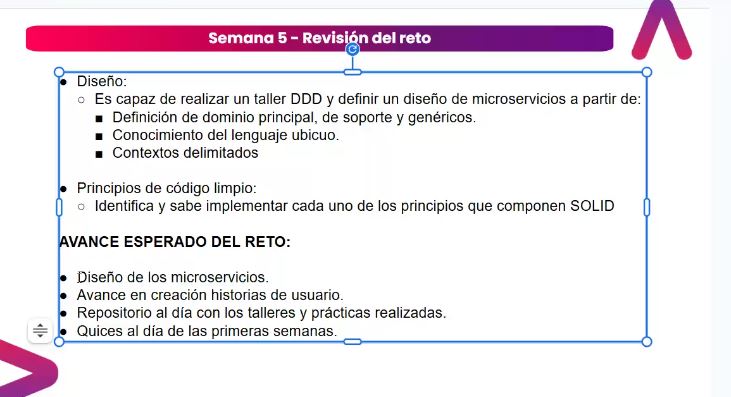 Semana 5 - Revisión del reto
● Diseño:
○ Es capaz de realizar un taller DDD y definir un diseño de microservicios a partir de:
■ Definición de dominio principal, de soporte y genéricos.
■ Conocimiento del lenguaje ubicuo.
■ Contextos delimitados
● Principios de código limpio:
○ Identifica y sabe implementar cada uno de los principios que componen SOLID
AVANCE ESPERADO DEL RETO:
● Diseño de los microservicios.
● Avance en creación historias de usuario.
● Repositorio al día con los talleres y prácticas realizadas.
● Quices al día de las primeras semanas.